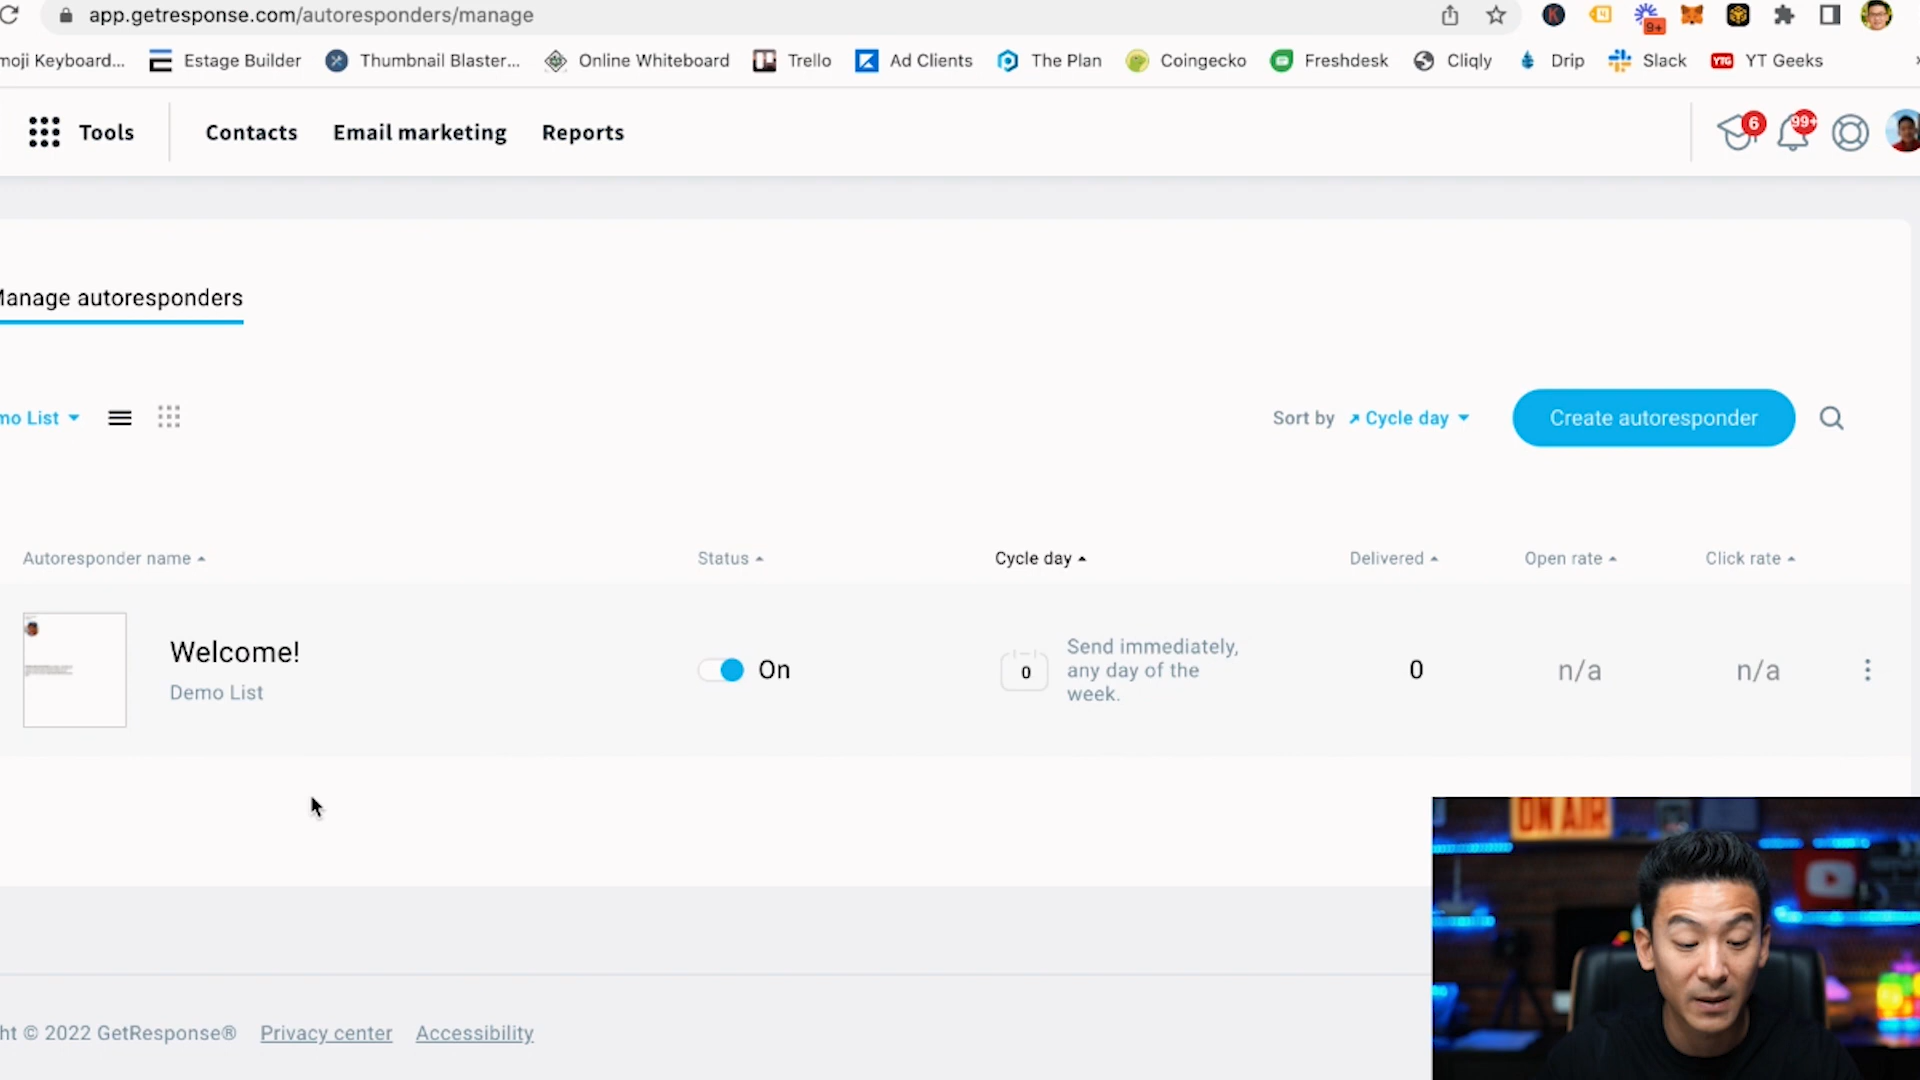 app.getresponse.com/autoresponders/manage
9+
moji Keyboard... Estage Builder Thumbnail Blaster... Online Whiteboard Trello Ad Clients The Plan Coingecko Freshdesk Cliqly Drip Slack YTG YT Geeks
Tools Contacts Email marketing Reports 6 99+
Manage autoresponders
mo List Sort by Cycle day Create autoresponder
Autoresponder name Status Cycle day Delivered Open rate Click rate
Welcome!
Demo List
On
0
Send immediately,
any day of the
week.
0 n/a n/a
ON AIR
ht © 2022 GetResponse® Privacy center Accessibility